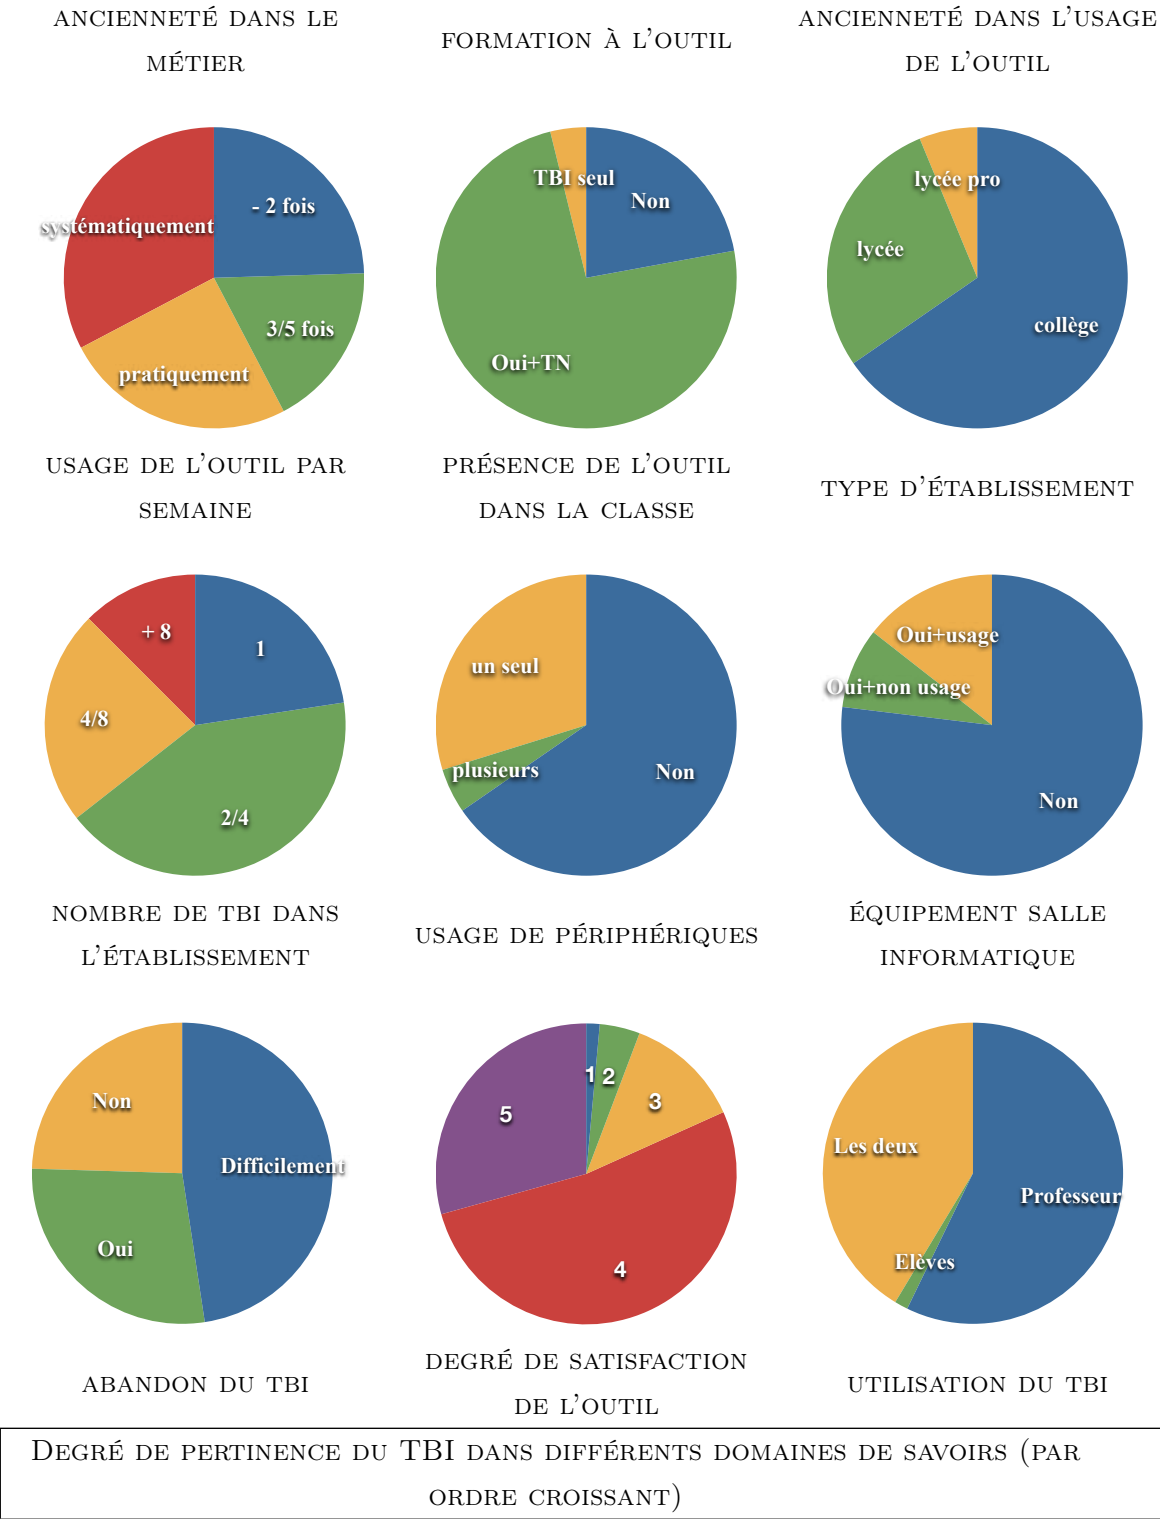 ANCIENNETÉ DANS LE
MÉTIER
FORMATION À L'OUTIL
ANCIENNETÉ DANS L'USAGE
DE L'OUTIL
systématiquement
- 2 fois
3/5 fois
pratiquement
TBI seul
Non
Oui+TN
lycée pro
lycée
collège
USAGE DE L'OUTIL PAR
SEMAINE
PRÉSENCE DE L'OUTIL
DANS LA CLASSE
TYPE D'ÉTABLISSEMENT
+ 8
1
4/8
2/4
un seul
plusieurs
Non
Oui+usage
Oui+non usage
Non
NOMBRE DE TBI DANS
L'ÉTABLISSEMENT
USAGE DE PÉRIPHÉRIQUES
ÉQUIPEMENT SALLE
INFORMATIQUE
Non
Difficilement
Oui
1
2
3
5
4
Les deux
Professeur
Elèves
ABANDON DU TBI
DEGRÉ DE SATISFACTION
DE L'OUTIL
UTILISATION DU TBI
DEGRÉ DE PERTINENCE DU TBI DANS DIFFÉRENTS DOMAINES DE SAVOIRS (PAR
ORDRE CROISSANT)